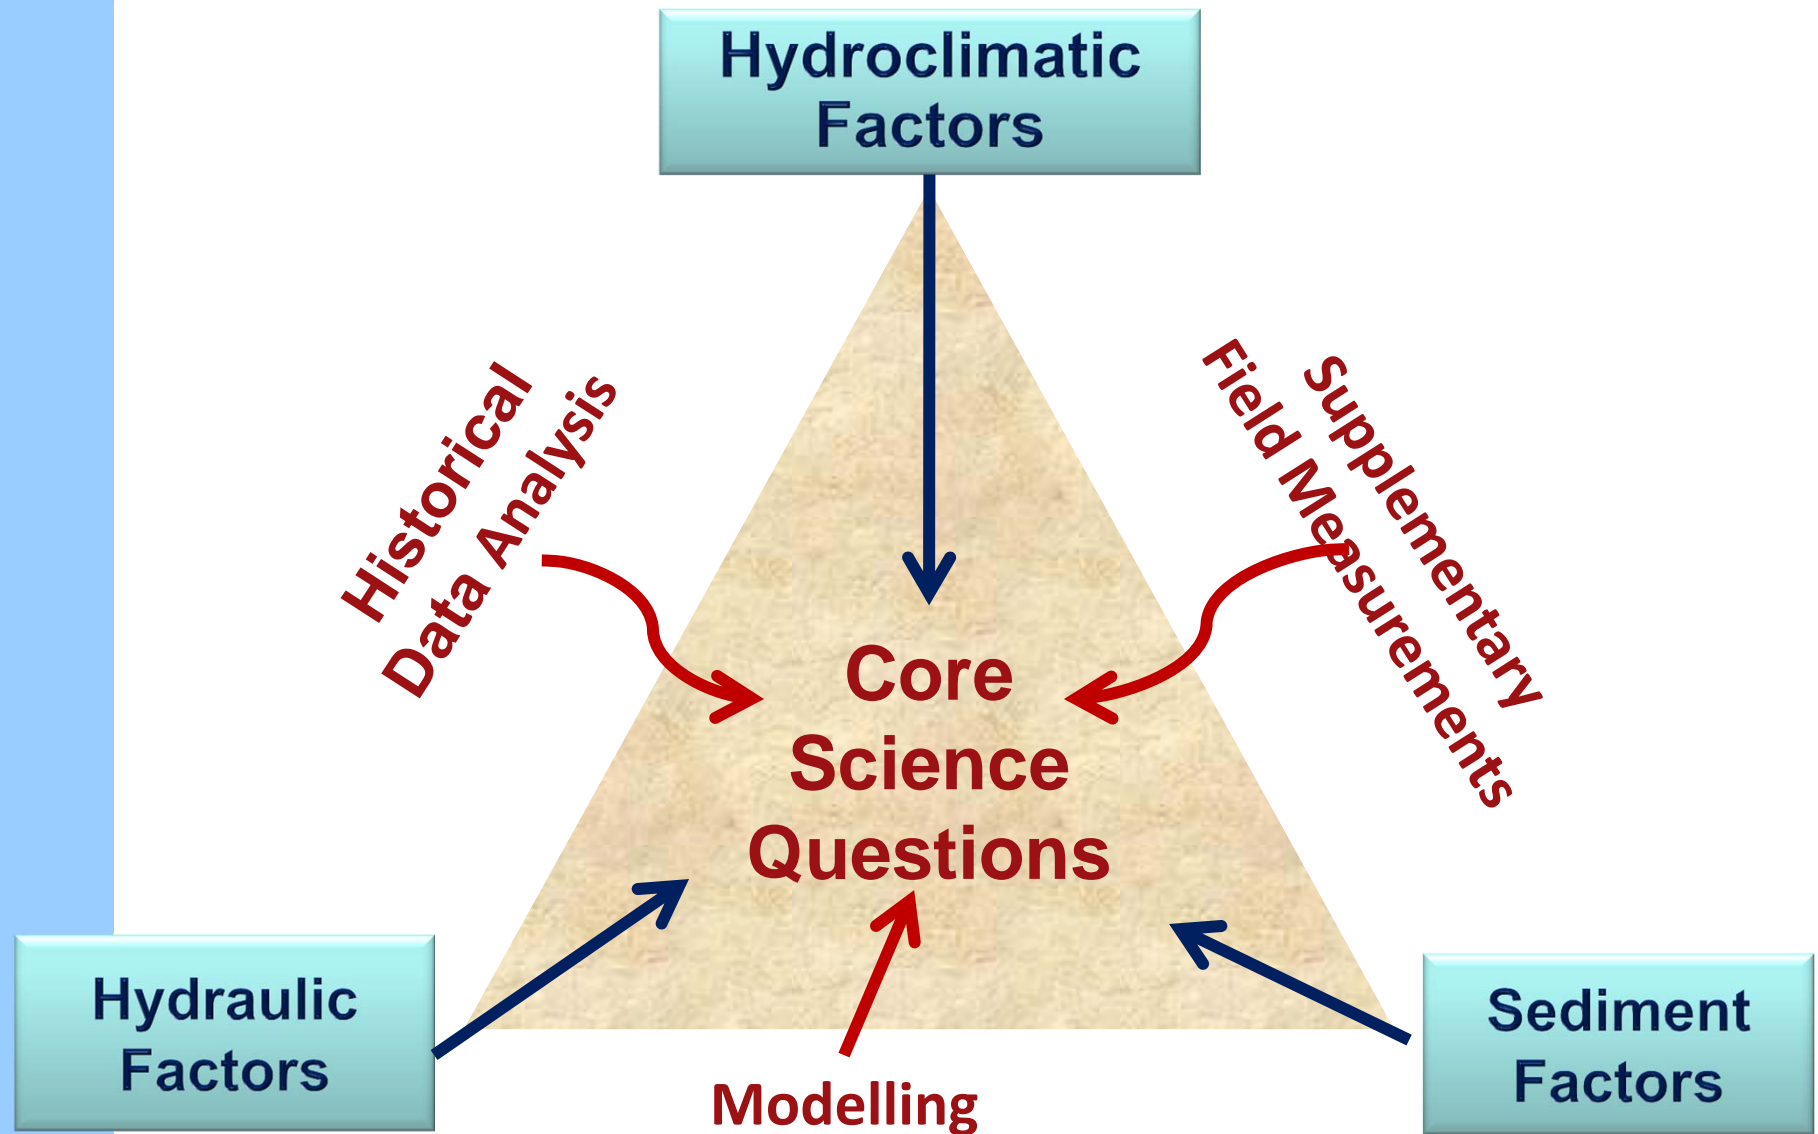 Hydroclimatic
Factors
Historical
Data Analysis
Supplementary
Field Measurements
Core
Science
Questions
Hydraulic
Factors
Modelling
Sediment
Factors